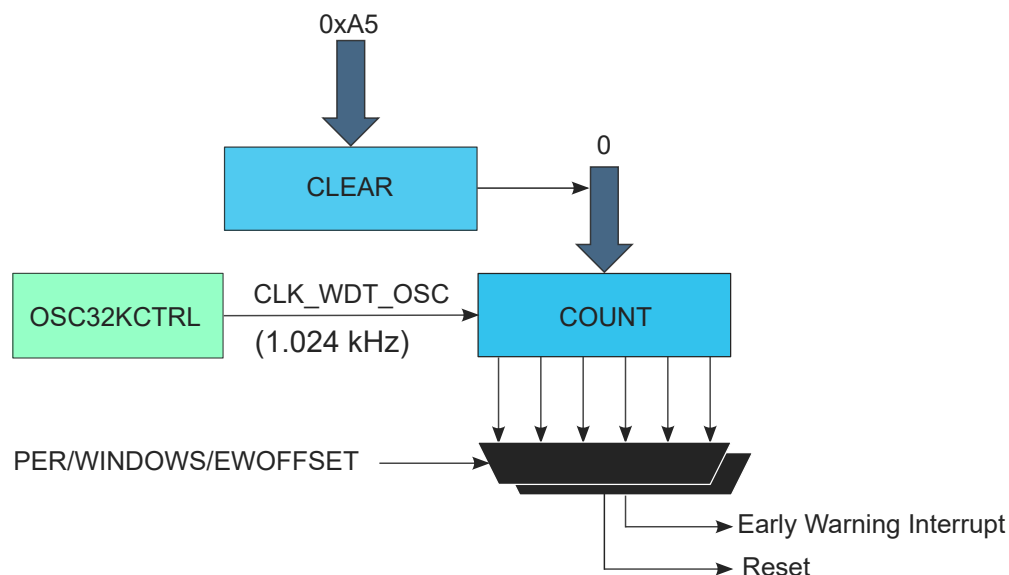 0xA5
CLEAR
0
OSC32KCTRL
CLK_WDT_OSC
(1.024 kHz)
COUNT
PER/WINDOWS/EWOFFSET
Early Warning Interrupt
Reset